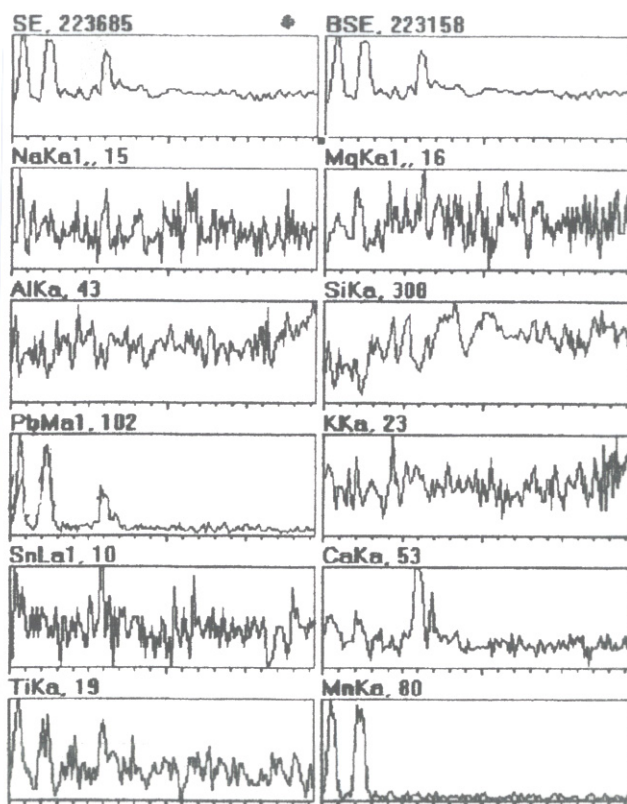 SE, 223685
BSE, 223158
NaKa1,, 15
MgKa1,, 16
AlKa, 43
SiKa, 308
PbMa1, 102
KKa, 23
SnLa1, 10
CaKa, 53
TiKa, 19
MnKa, 80